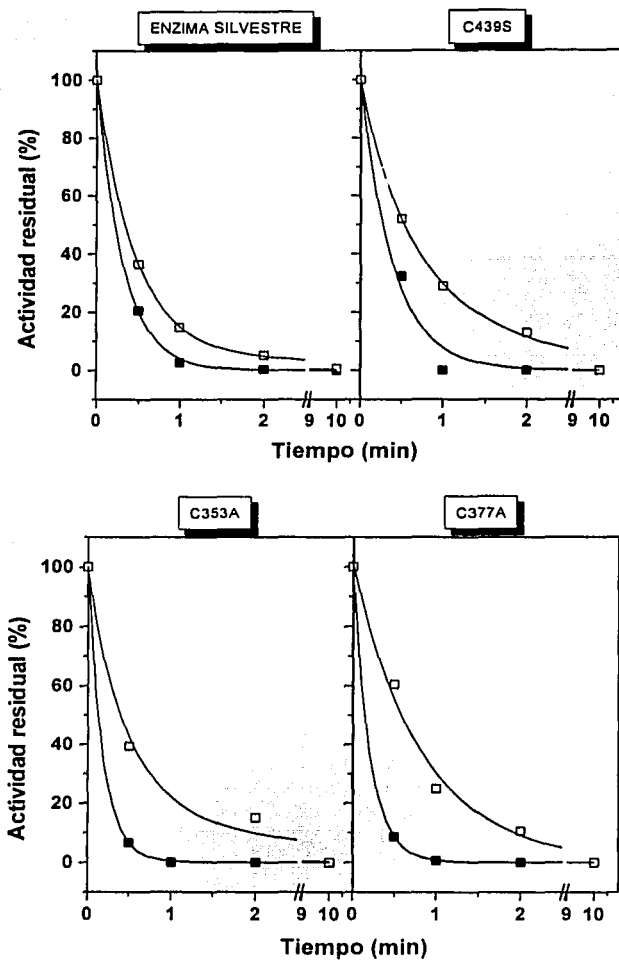 ENZIMA SILVESTRE
C439S
Actividad residual (%)
100
80
60
40
20
0
0 1 2 9 10 0 1 2 9 10
Tiempo (min)
C353A
C377A
Actividad residual (%)
100
80
60
40
20
0
0 1 2 9 10 0 1 2 9 10
Tiempo (min)